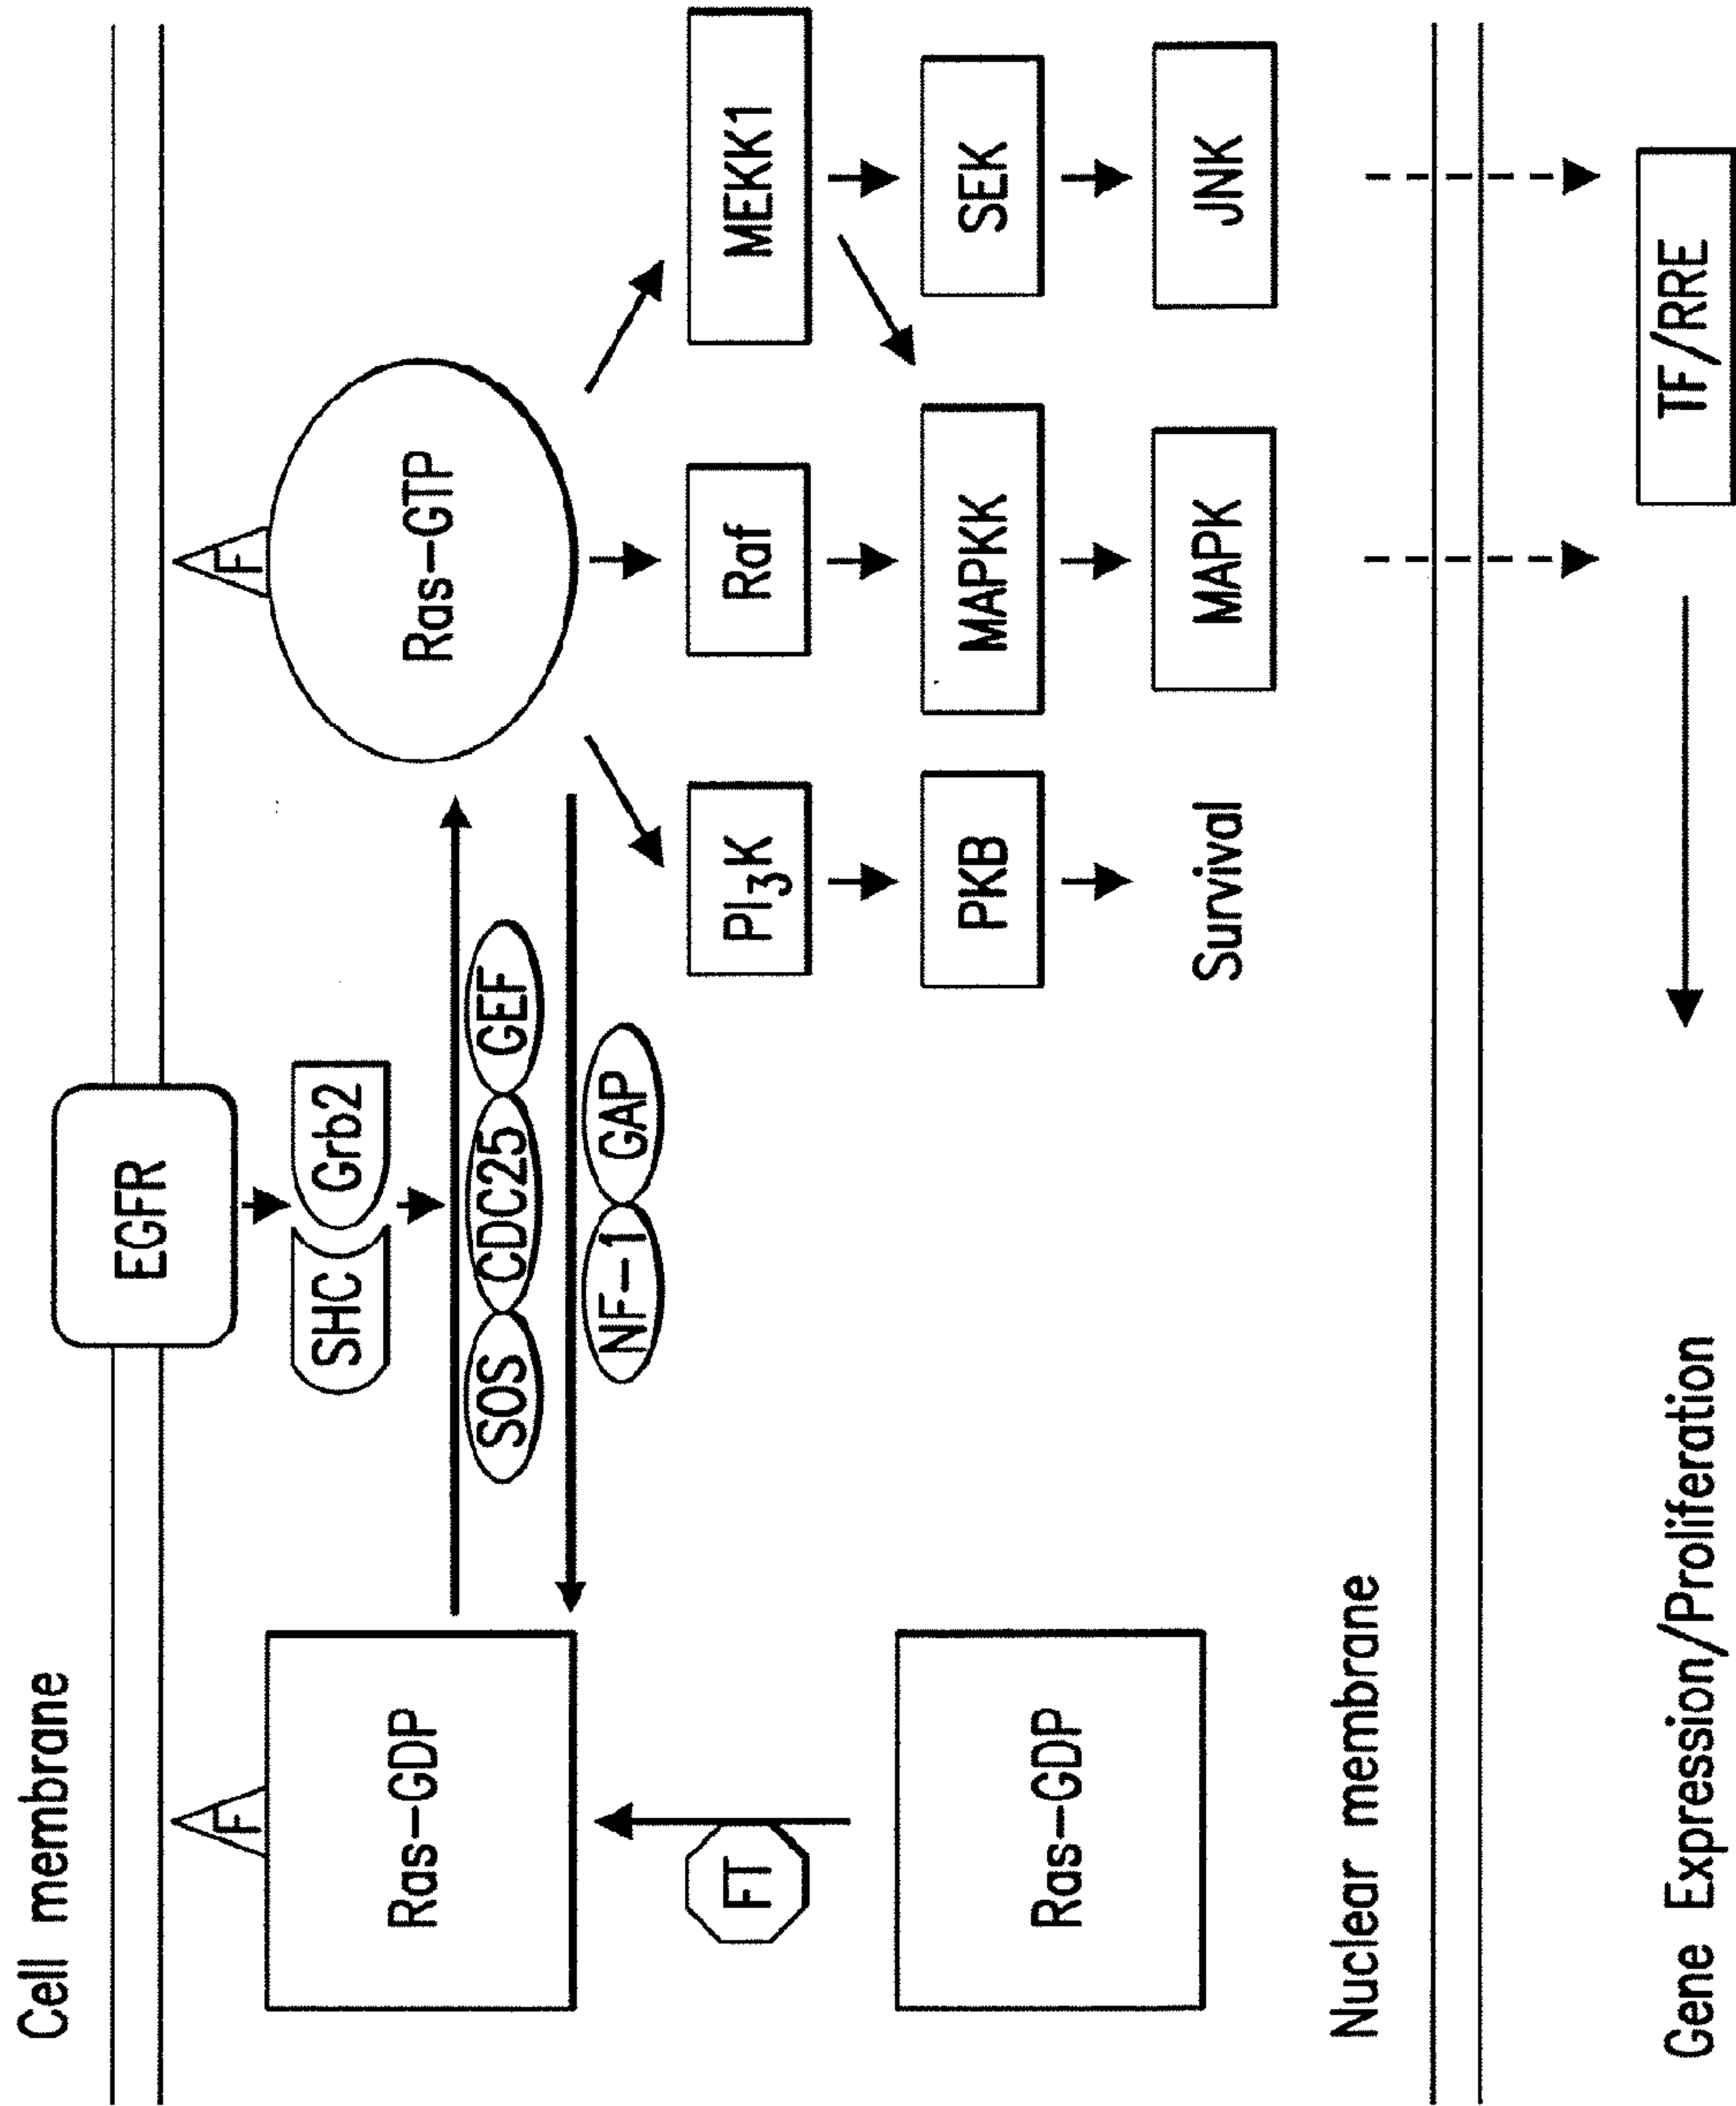 Cell membrane
EGFR
F
F
SHC
Grb2
Ras-GDP
Ras-GTP
SOS
CDC25
GEF
NF-1
GAP
FT
PI3K
Raf
MEKK1
Ras-GDP
PKB
MAPKK
SEK
Survival
MAPK
JNK
Nuclear membrane
Gene Expression/Proliferation
TF/RRE